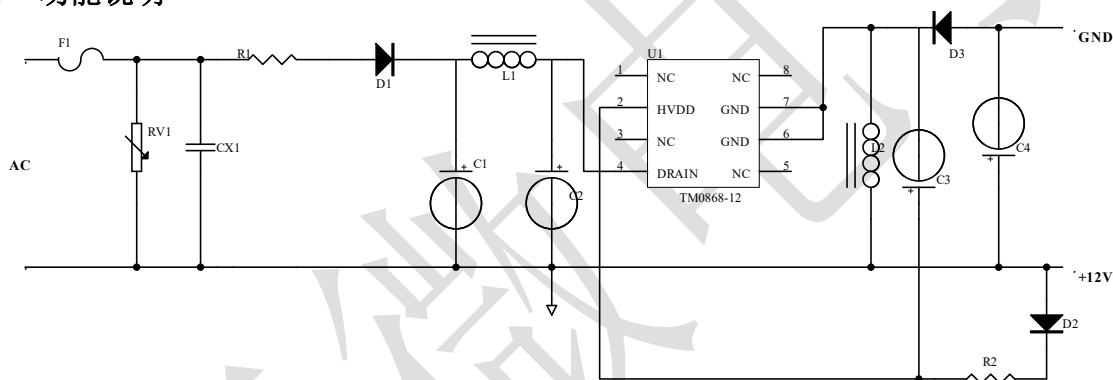 功能说明
F1
R1
D1
L1
U1
RV1
CX1
C1
C2
AC
1
2
3
4
NC
HVDD
NC
DRAIN
NC
GND
GND
NC
8
7
6
5
TM0868-12
L2
C3
D3
C4
GND
+12V
D2
R2